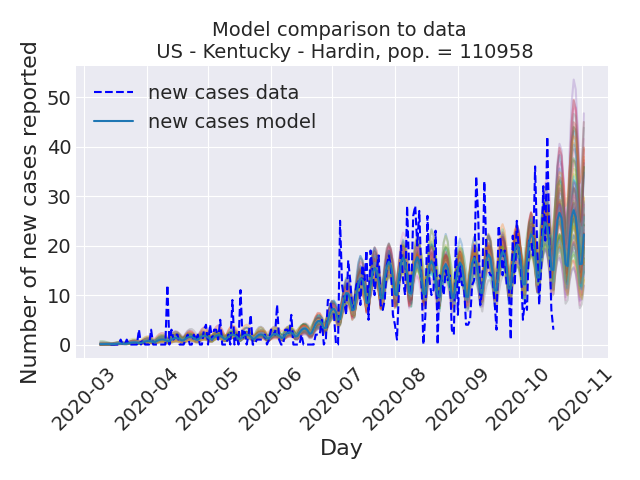 Model comparison to data
US - Kentucky - Hardin, pop. = 110958
Number of new cases reported
50
40
30
20
10
0
new cases data
new cases model
2020-03
2020-04
2020-05
2020-06
2020-07
2020-08
2020-09
2020-10
2020-11
Day